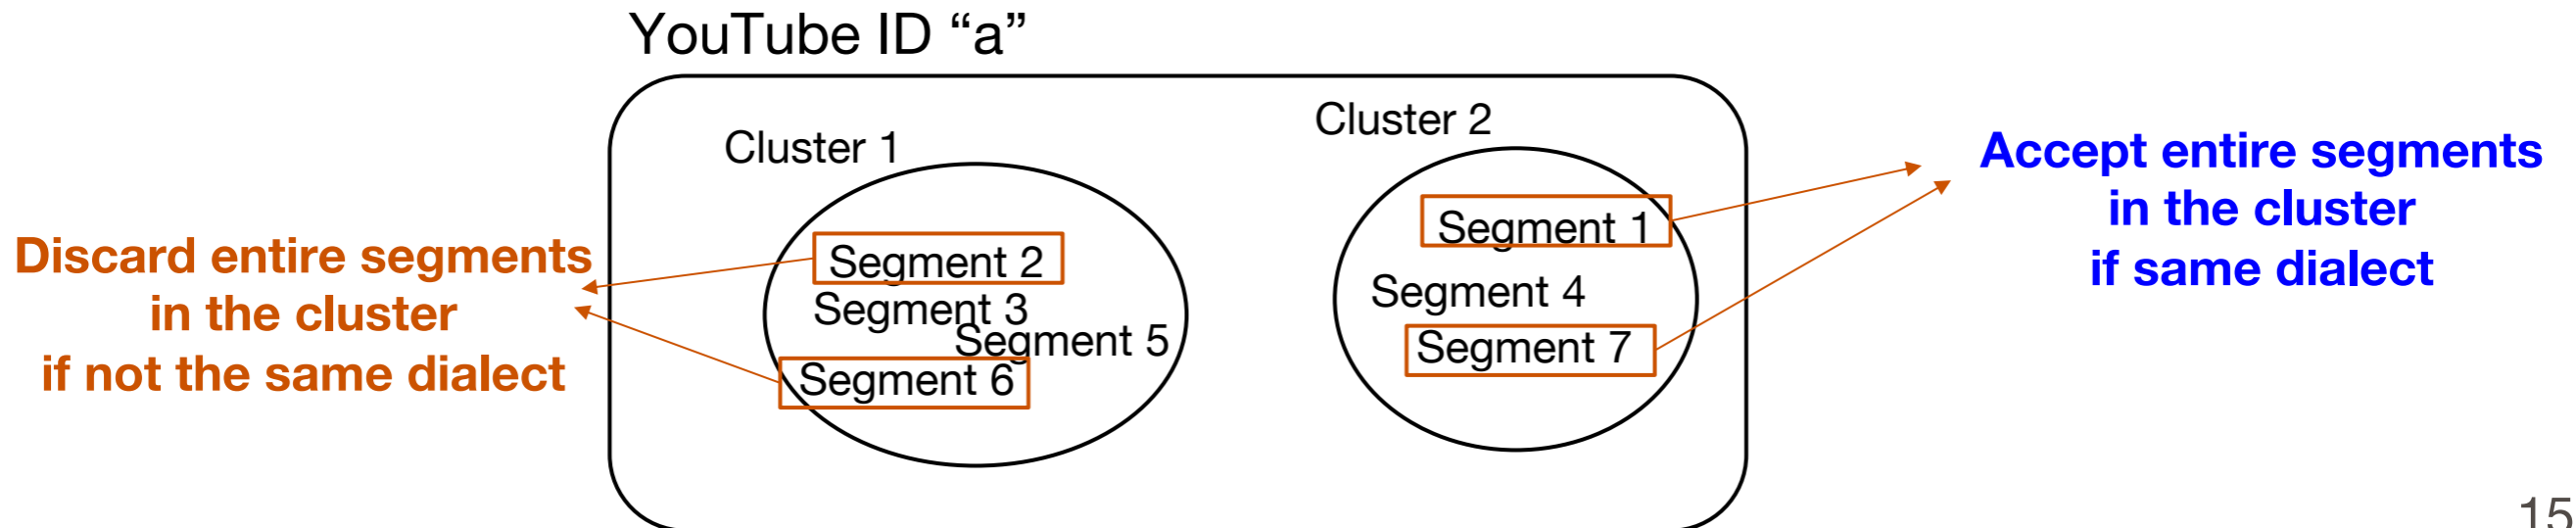 YouTube ID “a”
Cluster 1
Cluster 2
Discard entire segments
in the cluster
if not the same dialect
Segment 2
Segment 3
Segment 5
Segment 6
Segment 1
Segment 4
Segment 7
Accept entire segments
in the cluster
if same dialect
15